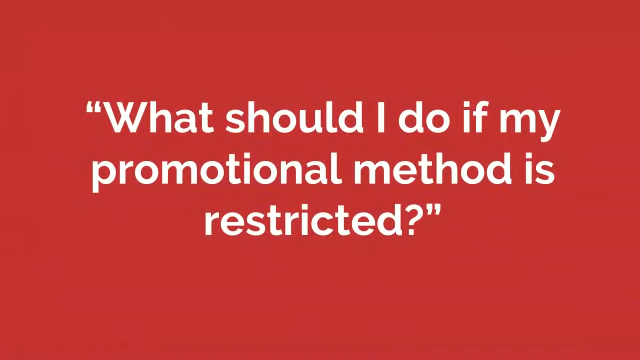 “What should I do if my
promotional method is
restricted?”